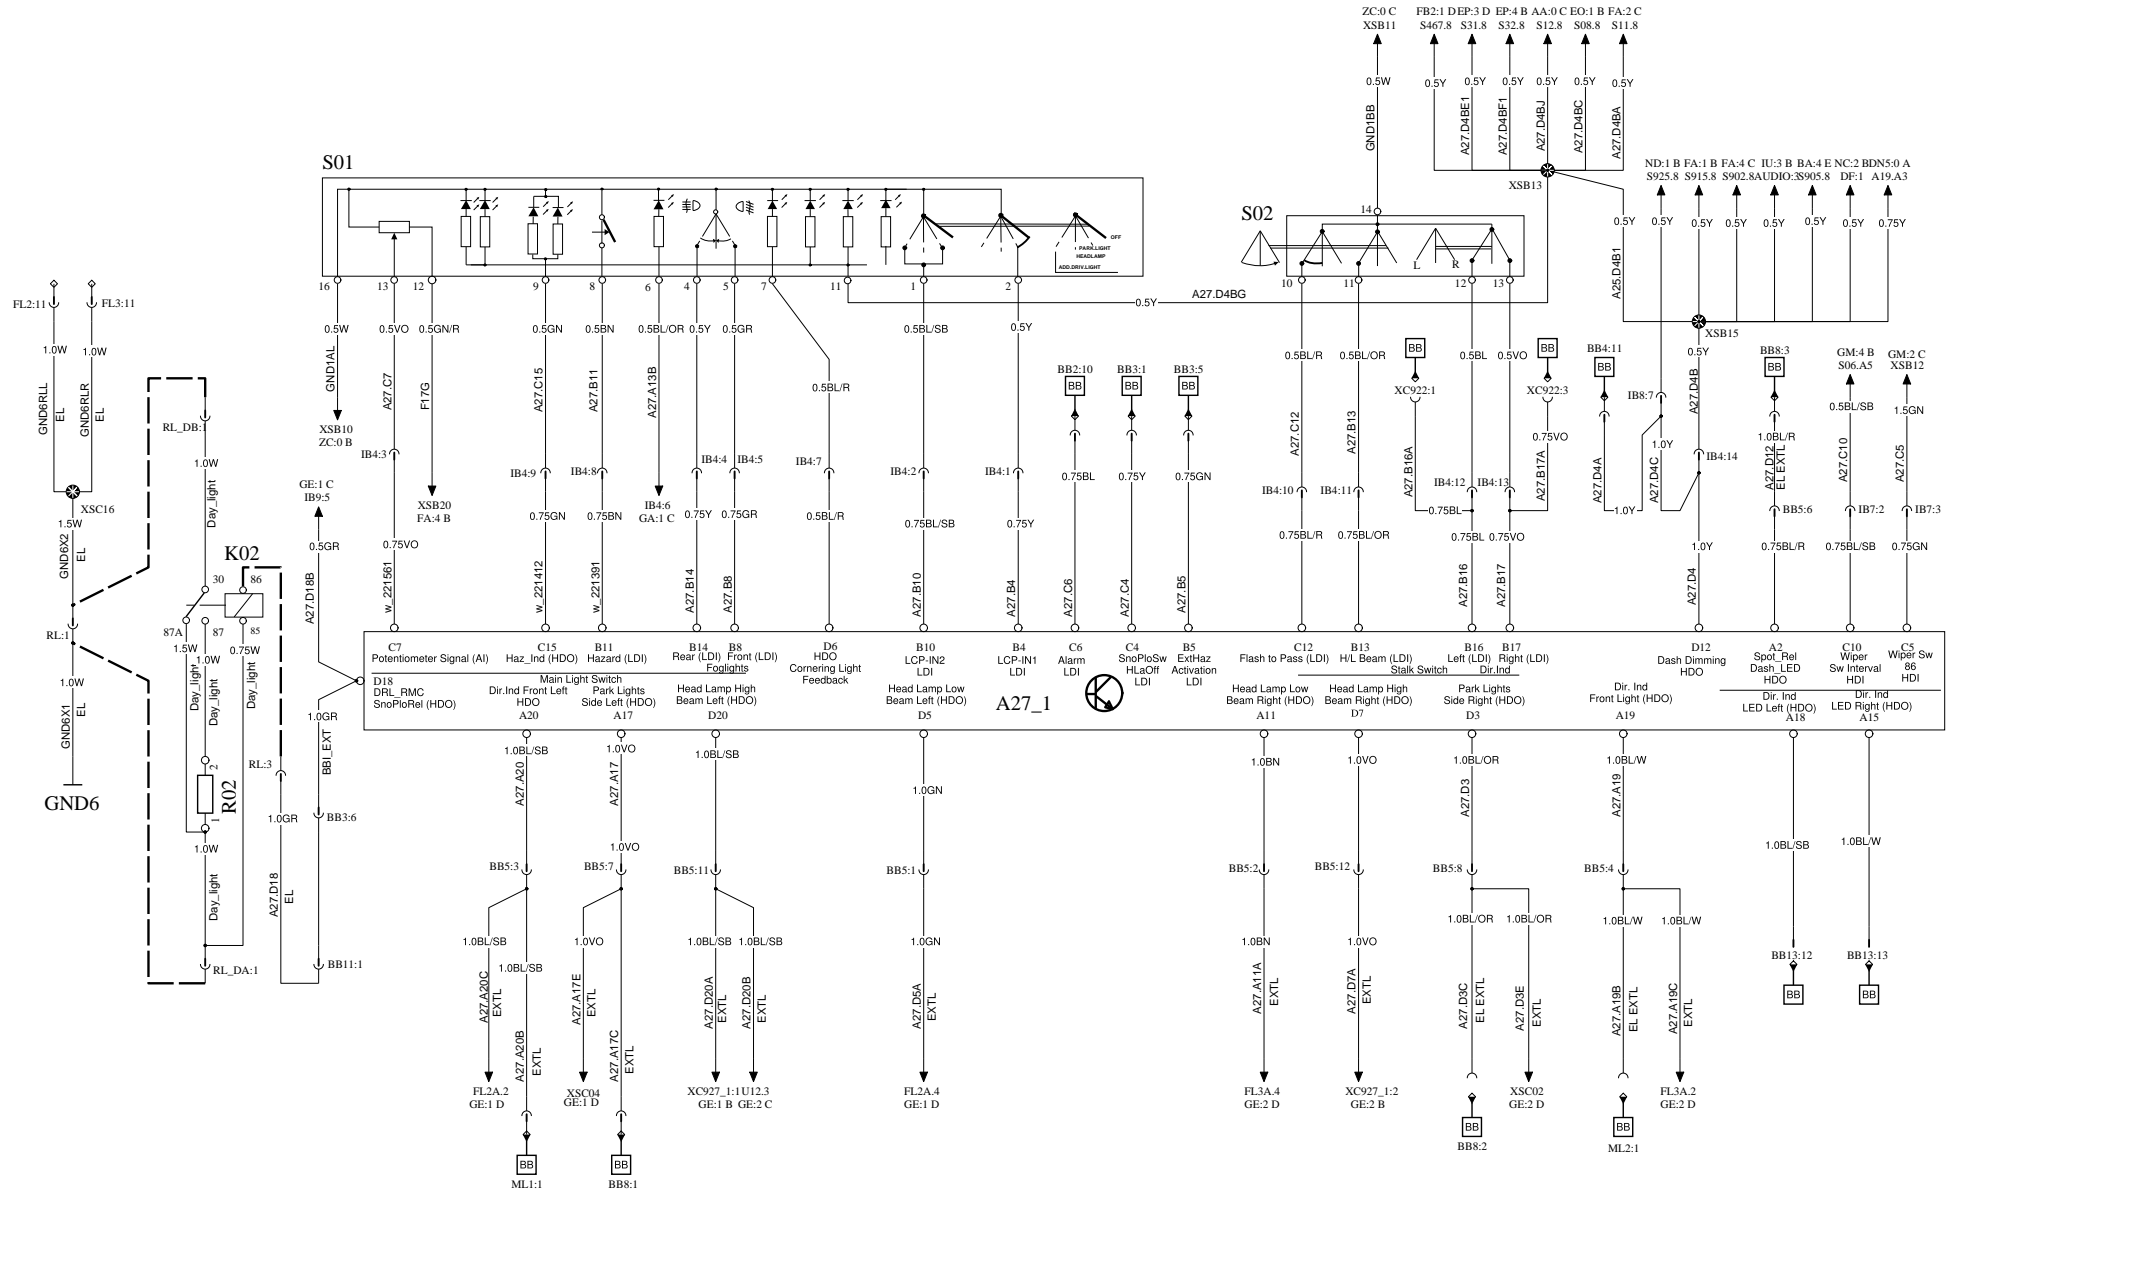 ZC:0 C
XSB11
FB2:1 D EP:3 D EP:4 B AA:0 C EO:1 B FA:2 C
S467.8 S31.8 S32.8 S12.8 S08.8 S11.8
0.5W 0.5Y 0.5Y 0.5Y 0.5Y 0.5Y 0.5Y
GND1BB A27.D4BE1 A27.D4BF1 A27.D4BJ A27.D4BC A27.D4BA
XSB13
ND:1 B FA:1 B FA:4 C IU:3 B BA:4 E NC:2 B DN5:0 A
S925.8 S915.8 S902.8 AUDIO:3 S905.8 DF:1 A19.A3
0.5Y 0.5Y 0.5Y 0.5Y 0.5Y 0.5Y 0.75Y
A25.D4B1
XSB15
S01
OFF
PARK.LIGHT
HEADLAMP
ADD.DRIV.LIGHT
16 13 12 9 8 6 4 5 7 11 1 2
S02
14
L R
10 11 12 13
0.5Y A27.D4BG
FL2:11 FL3:11
1.0W 1.0W
GND6RLL EL GND6RLR EL
XSC16
1.5W
GND6X2 EL
RL:1
1.0W
GND6X1 EL
GND6
RL_DB:1
1.0W
Day_light
K02
30 86
87A 87 85
1.5W 1.0W 0.75W
Day_light Day_light Day_light
2
R02
1
1.0W
Day_light
RL_DA:1
RL:3
1.0GR
A27.D18 EL
GE:1 C
IB9:5
0.5GR
A27.D18B
1.0GR
BBI_EXT
BB3:6
BB11:1
0.5W 0.5VO 0.5GN/R 0.5GN 0.5BN 0.5BL/OR 0.5Y 0.5GR 0.5BL/R 0.5BL/SB 0.5Y
GND1AL A27.C7 F17G A27.C15 A27.B11 A27.A13B
XSB10
ZC:0 B
IB4:3
XSB20
FA:4 B
IB4:9 IB4:8
IB4:6
GA:1 C
IB4:4 IB4:5 IB4:7 IB4:2 IB4:1
0.75VO 0.75GN 0.75BN 0.75Y 0.75GR 0.5BL/R 0.75BL/SB 0.75Y
w_221561 w_221412 w_221391 A27.B14 A27.B8 A27.B10 A27.B4
BB2:10 BB3:1 BB3:5
BB BB BB
0.75BL 0.75Y 0.75GN
A27.C6 A27.C4 A27.B5
0.5BL/R 0.5BL/OR 0.5BL 0.5VO
A27.C12 A27.B13
BB BB
XC922:1 XC922:3
0.75VO
A27.B16A A27.B17A
IB4:10 IB4:11 IB4:12 IB4:13
0.75BL
0.75BL/R 0.75BL/OR 0.75BL 0.75VO
A27.B16 A27.B17
BB4:11
BB
IB8:7
1.0Y
A27.D4A 1.0Y A27.D4C
0.5Y
A27.D4B
IB4:14
1.0Y
A27.D4
BB8:3
BB
1.0BL/R
A27.D12
EL EXTL
BB5:6
0.75BL/R
GM:4 B
S06.A5
0.5BL/SB
A27.C10
IB7:2
0.75BL/SB
GM:2 C
XSB12
1.5GN
A27.C5
IB7:3
0.75GN
C7
Potentiometer Signal (AI)
C15
Haz_Ind (HDO)
B11
Hazard (LDI)
B14
Rear (LDI)
B8
Front (LDI)
Foglights
Main Light Switch
D6
HDO
Cornering Light
Feedback
B10
LCP-IN2
LDI
B4
LCP-IN1
LDI
C6
Alarm
LDI
C4
SnoPloSw
HLaOff
LDI
B5
ExtHaz
Activation
LDI
C12
Flash to Pass (LDI)
B13
H/L Beam (LDI)
B16
Left (LDI)
B17
Right (LDI)
Stalk Switch Dir.Ind
D12
Dash Dimming
HDO
A2
Spot_Rel
Dash_LED
HDO
C10
Wiper
Sw Interval
HDI
C5
Wiper Sw
86
HDI
D18
DRL_RMC
SnoPloRel (HDO)
Dir.Ind Front Left
HDO
A20
Park Lights
Side Left (HDO)
A17
Head Lamp High
Beam Left (HDO)
D20
Head Lamp Low
Beam Left (HDO)
D5
A27_1
Head Lamp Low
Beam Right (HDO)
A11
Head Lamp High
Beam Right (HDO)
D7
Park Lights
Side Right (HDO)
D3
Dir. Ind
Front Light (HDO)
A19
Dir. Ind
LED Left (HDO)
A18
Dir. Ind
LED Right (HDO)
A15
1.0BL/SB 1.0VO 1.0BL/SB 1.0GN 1.0BN 1.0VO 1.0BL/OR 1.0BL/W 1.0BL/SB 1.0BL/W
A27.A20 A27.A17 A27.D3 A27.A19
1.0VO
BB5:3 BB5:7 BB5:11 BB5:1 BB5:2 BB5:12 BB5:8 BB5:4
1.0BL/SB 1.0BL/SB 1.0VO 1.0BL/SB 1.0BL/SB 1.0GN 1.0BN 1.0VO 1.0BL/OR 1.0BL/OR 1.0BL/W 1.0BL/W
A27.A20C EXTL
A27.A20B EXTL
A27.A17E EXTL
A27.A17C EXTL
A27.D20A EXTL
A27.D20B EXTL
A27.D5A EXTL
A27.A11A EXTL
A27.D7A EXTL
A27.D3C EL EXTL
A27.D3E EXTL
A27.A19B EL EXTL
A27.A19C EXTL
BB13:12 BB13:13
BB BB
FL2A.2
GE:1 D
XSC04
GE:1 D
XC927_1:1 U12.3
GE:1 B GE:2 C
FL2A.4
GE:1 D
FL3A.4
GE:2 D
XC927_1:2
GE:2 B
XSC02
GE:2 D
FL3A.2
GE:2 D
BB BB
BB8:2 ML2:1
BB BB
ML1:1 BB8:1